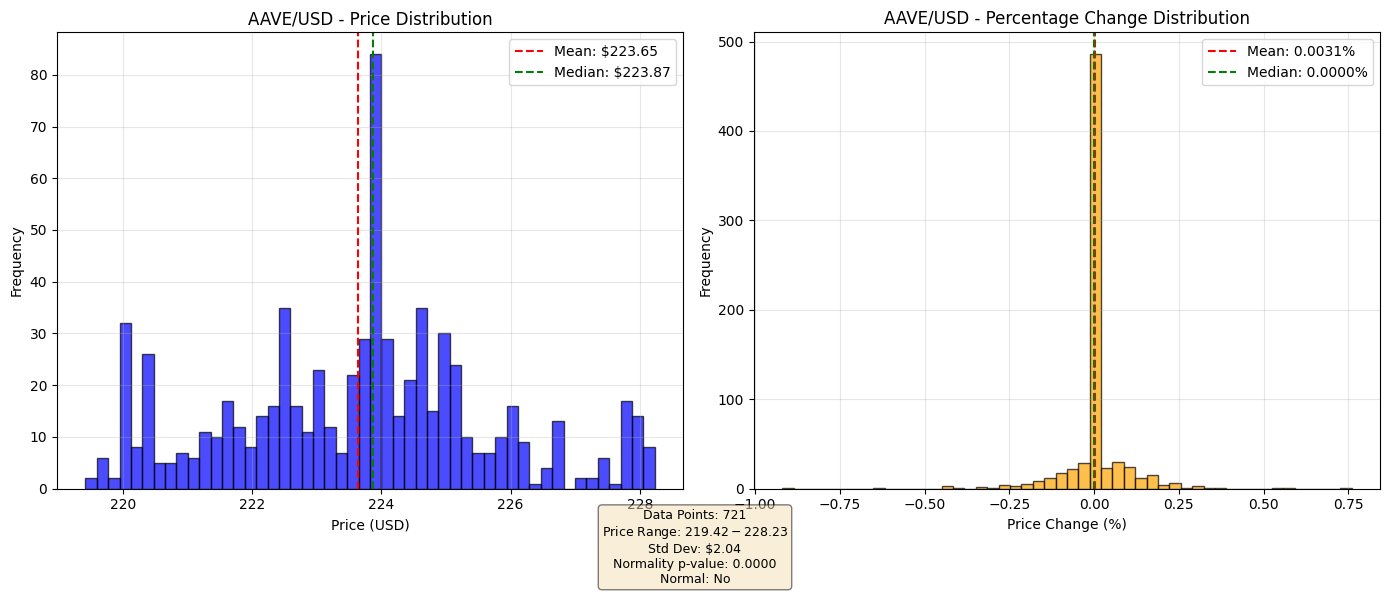 AAVE/USD - Price Distribution
Mean: $223.65
Median: $223.87
Frequency
80
70
60
50
40
30
20
10
0
220
222
224
226
228
Price (USD)
AAVE/USD - Percentage Change Distribution
Mean: 0.0031%
Median: 0.0000%
Frequency
500
400
300
200
100
0
−1.00
−0.75
−0.50
−0.25
0.00
0.25
0.50
0.75
Price Change (%)
Data Points: 721
Price Range: 219.42 − 228.23
Std Dev: $2.04
Normality p-value: 0.0000
Normal: No